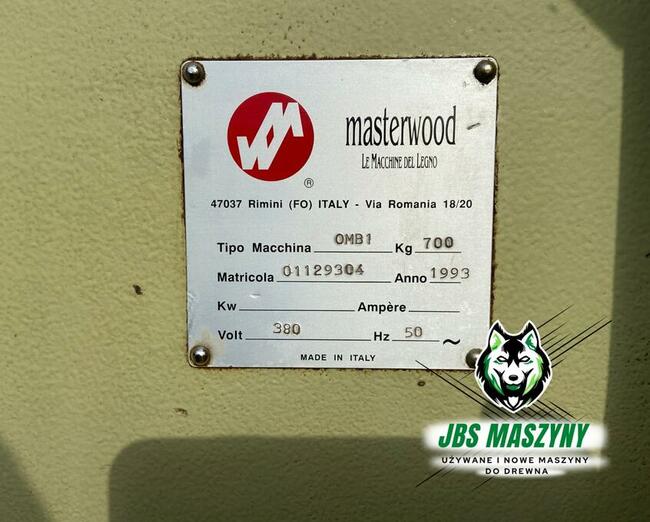 MW
®
masterwood
LE MACCHINE DEL LEGNO
47037 Rimini (FO) ITALY - Via Romania 18/20
Tipo Macchina OMB1 Kg 700
Matricola 01129304 Anno 1993
Kw Ampère
Volt 380 Hz 50 ~
MADE IN ITALY
JBS MASZYNY
UŻYWANE I NOWE MASZYNY
DO DREWNA